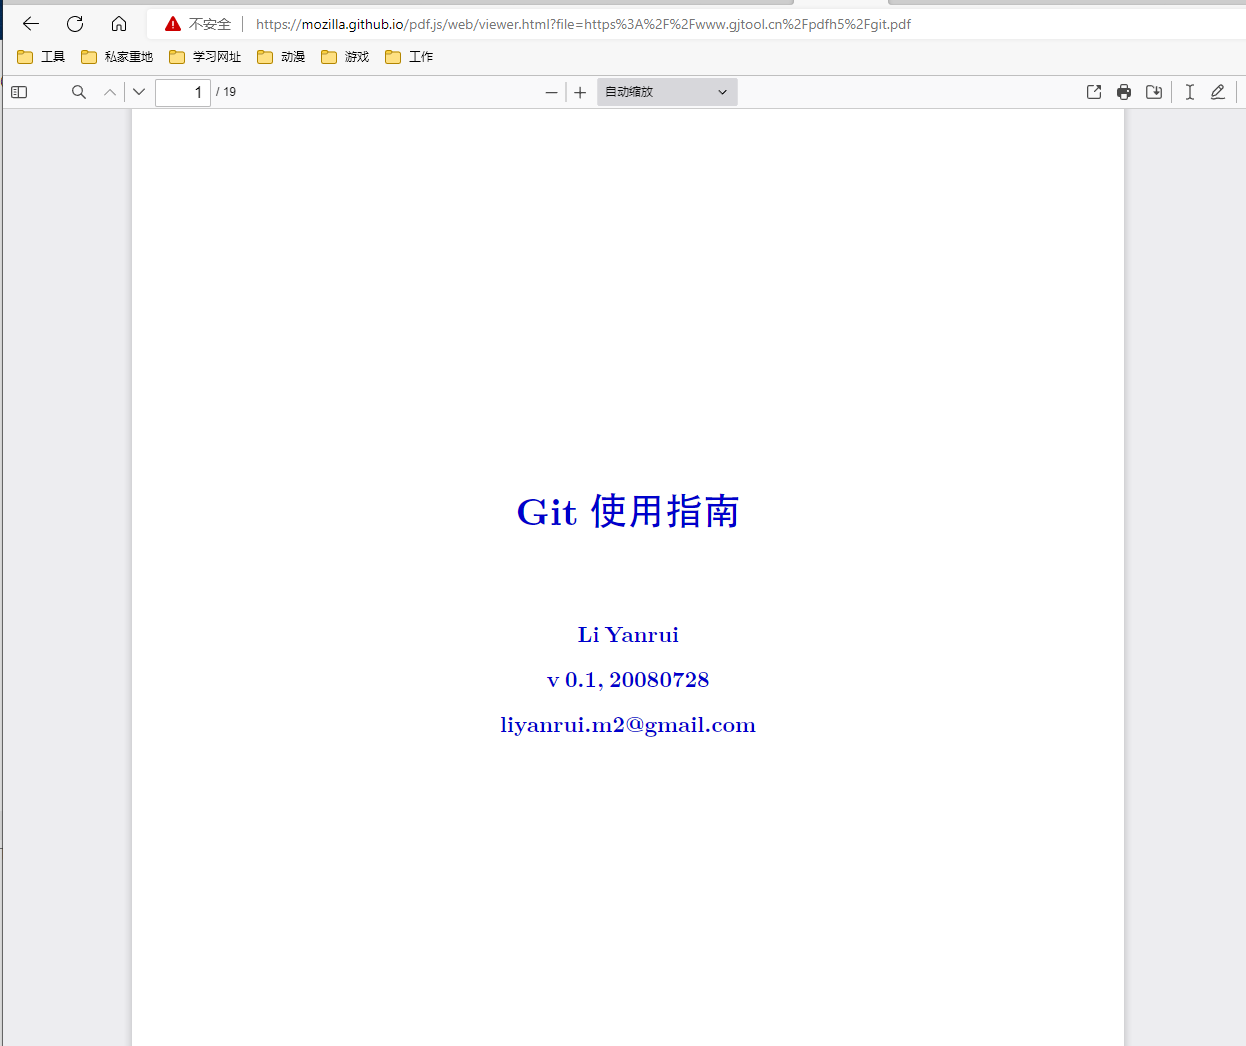 不安全 https://mozilla.github.io/pdf.js/web/viewer.html?file=https%3A%2F%2Fwww.gjtool.cn%2Fpdfh5%2Fgit.pdf
工具 私家重地 学习网址 动漫 游戏 工作
1 / 19 自动缩放
Git 使用指南
Li Yanrui
v 0.1, 20080728
liyanrui.m2@gmail.com